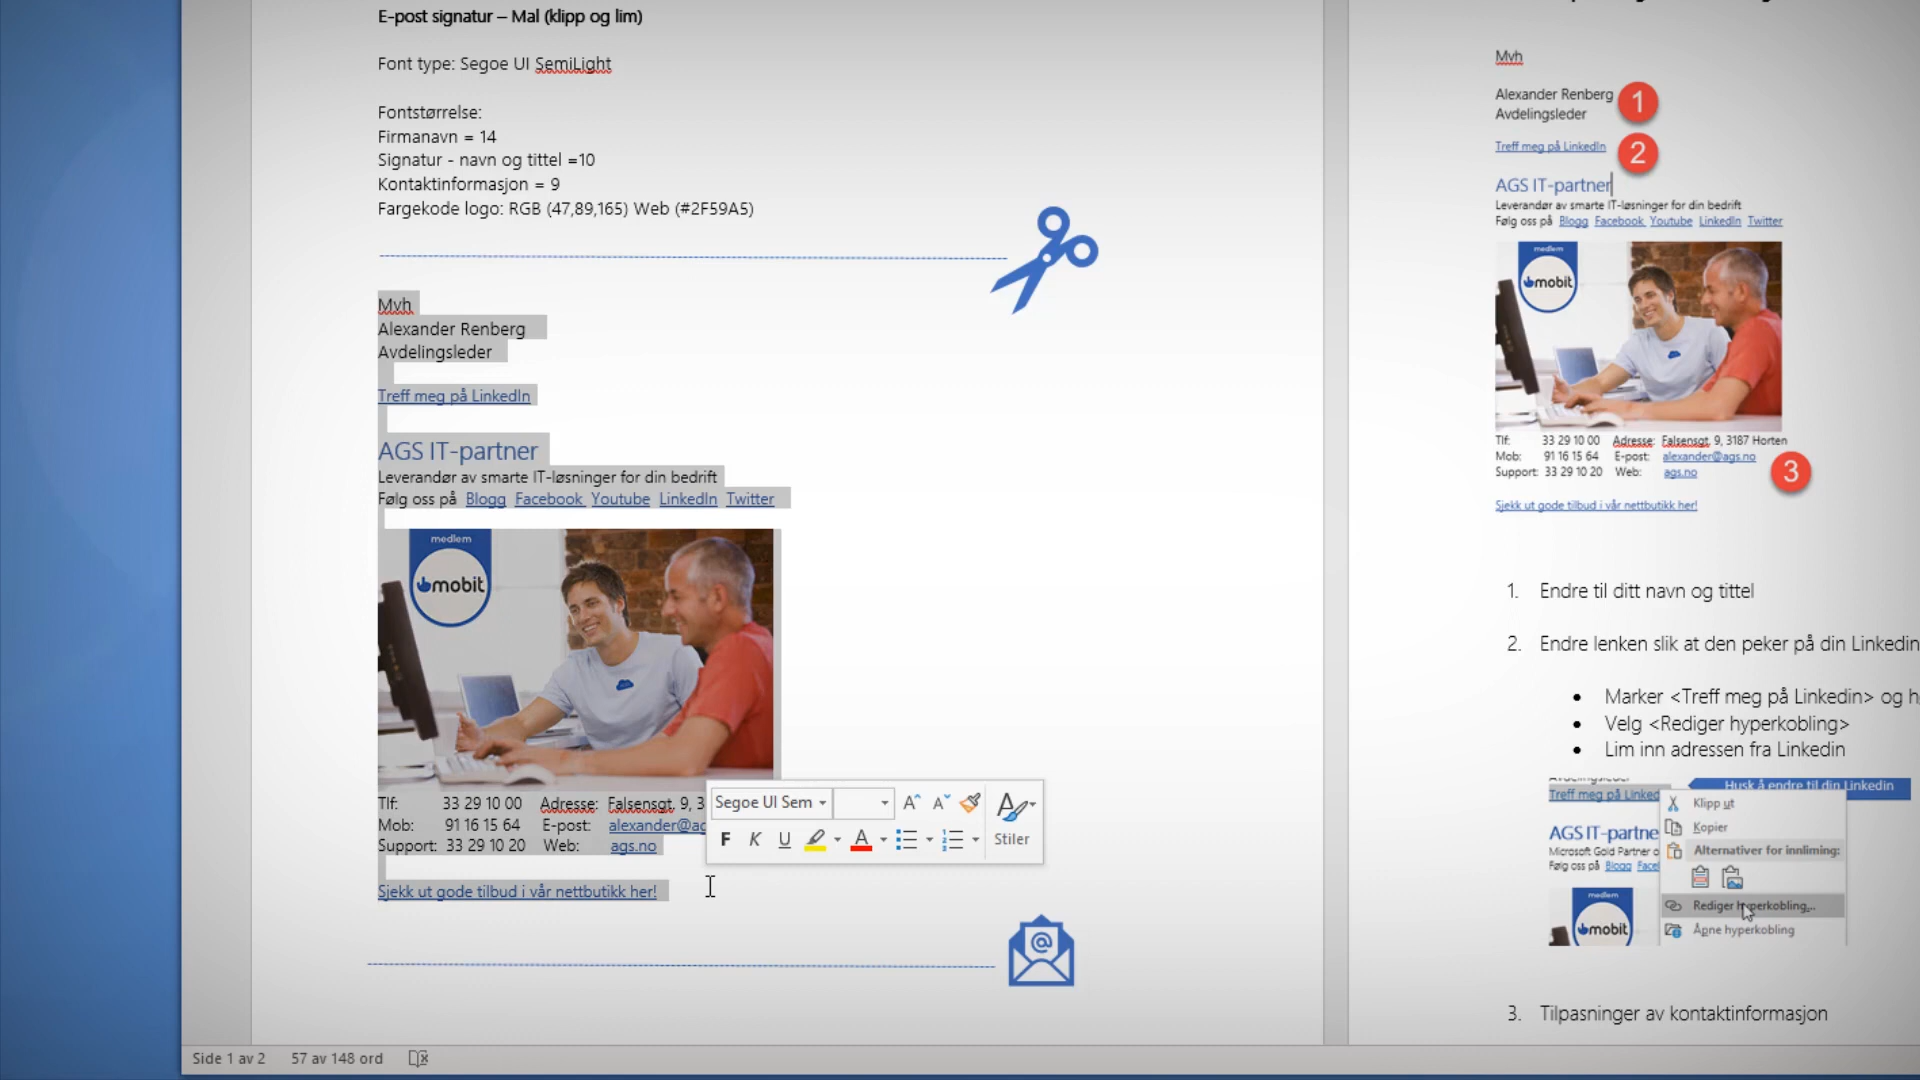 E-post signatur – Mal (klipp og lim)
Font type: Segoe UI SemiLight
Fontstørrelse:
Firmanavn = 14
Signatur - navn og tittel =10
Kontaktinformasjon = 9
Fargekode logo: RGB (47,89,165) Web (#2F59A5)
Mvh
Alexander Renberg
Avdelingsleder
Treff meg på LinkedIn
AGS IT-partner
Leverandør av smarte IT-løsninger for din bedrift
Følg oss på Blogg Facebook Youtube LinkedIn Twitter
medlem
mobit
Tlf: 33 29 10 00 Adresse: Falsensgt. 9, 3
Mob: 91 16 15 64 E-post: alexander@ag
Support: 33 29 10 20 Web: ags.no
Sjekk ut gode tilbud i vår nettbutikk her!
Segoe UI Sem
F K U A Stiler
@
Side 1 av 2 57 av 148 ord
Mvh
Alexander Renberg 1
Avdelingsleder
Treff meg på LinkedIn 2
AGS IT-partner
Leverandør av smarte IT-løsninger for din bedrift
Følg oss på Blogg Facebook Youtube LinkedIn Twitter
medlem
mobit
Tlf: 33 29 10 00 Adresse: Falsensgt. 9, 3187 Horten
Mob: 91 16 15 64 E-post: alexander@ags.no
Support: 33 29 10 20 Web: ags.no 3
Sjekk ut gode tilbud i vår nettbutikk her!
1. Endre til ditt navn og tittel
2. Endre lenken slik at den peker på din Linkedin
• Marker <Treff meg på Linkedin> og h
• Velg <Rediger hyperkobling>
• Lim inn adressen fra Linkedin
Avdelingsleder
Husk å endre til din Linkedin
Treff meg på Linked
Klipp ut
Kopier
AGS IT-partne
Alternativer for innliming:
Microsoft Gold Partner o
Følg oss på Blogg Face
Rediger hyperkobling...
Åpne hyperkobling
medlem
mobit
3. Tilpasninger av kontaktinformasjon